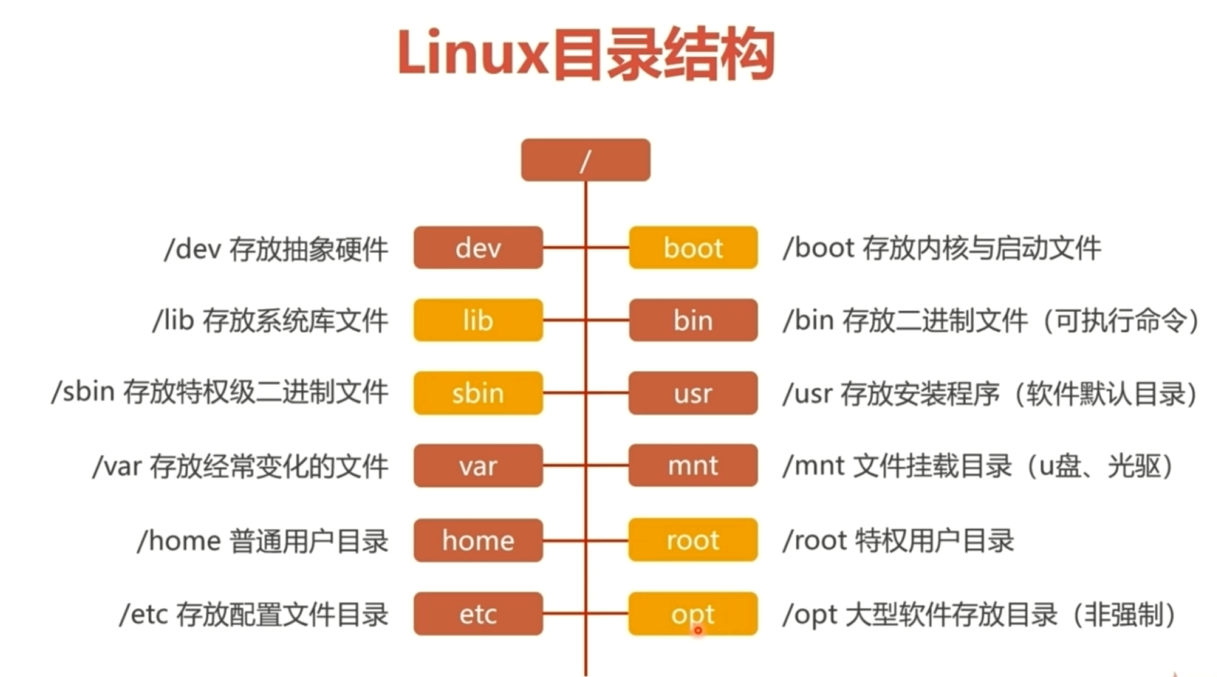 Linux目录结构
/
/dev 存放抽象硬件 dev boot /boot 存放内核与启动文件
/lib 存放系统库文件 lib bin /bin 存放二进制文件（可执行命令）
/sbin 存放特权级二进制文件 sbin usr /usr 存放安装程序（软件默认目录）
/var 存放经常变化的文件 var mnt /mnt 文件挂载目录（u盘、光驱）
/home 普通用户目录 home root /root 特权用户目录
/etc 存放配置文件目录 etc opt /opt 大型软件存放目录（非强制）